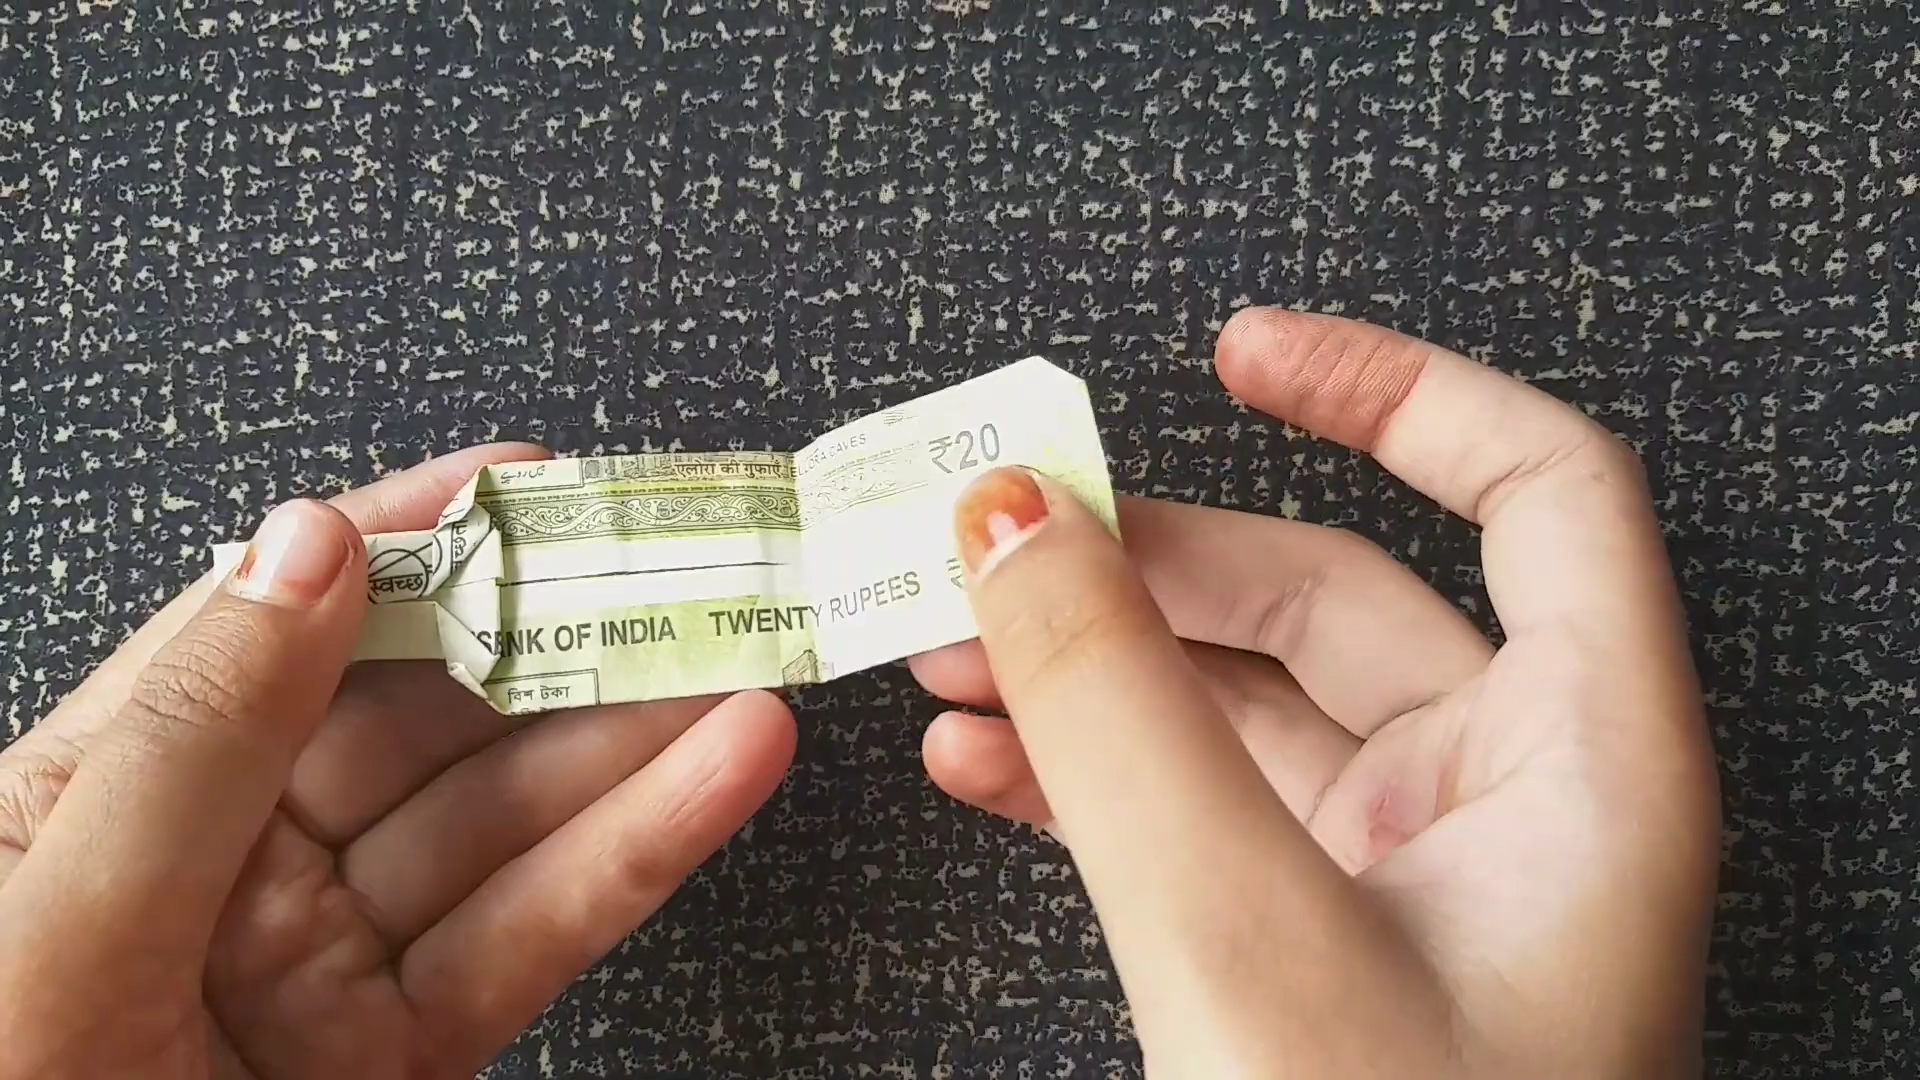 एलोरा की गुफाएँ ELLORA CAVES
₹20
स्वच्छ
BANK OF INDIA TWENTY RUPEES
বিশ টকা